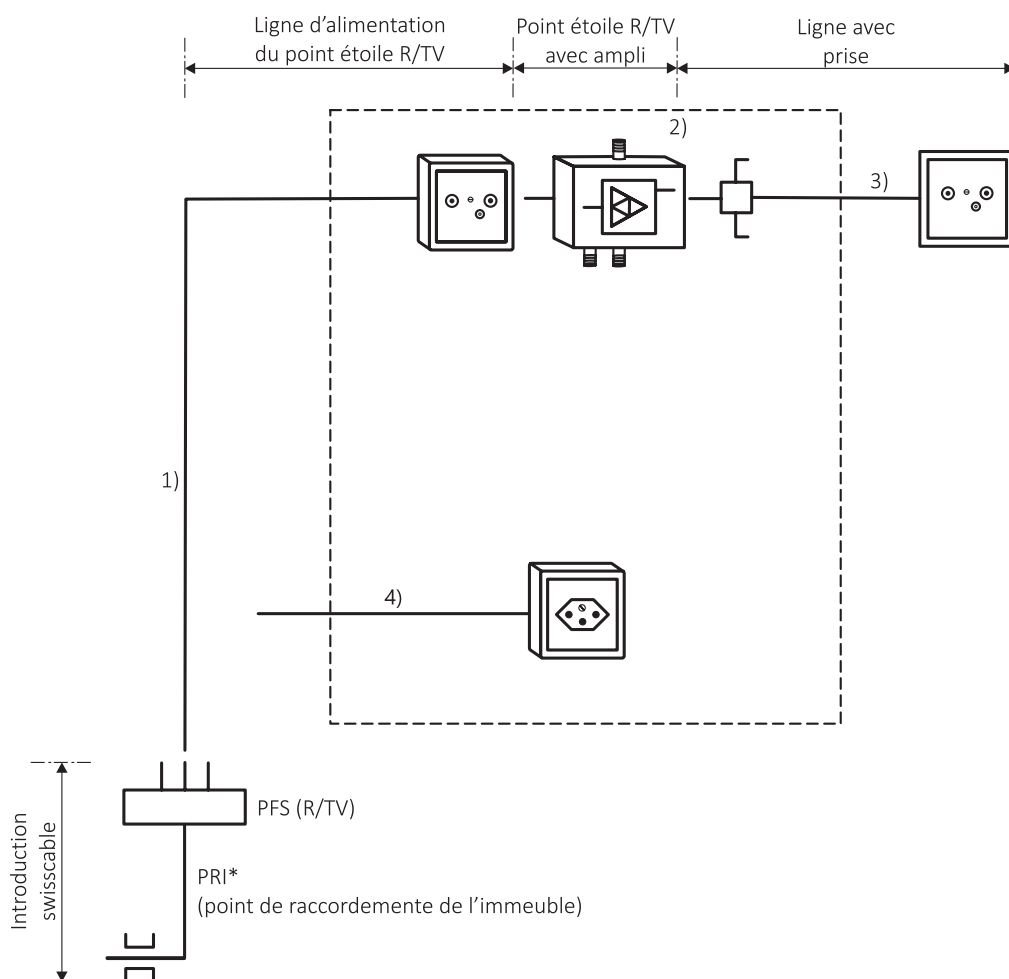 Ligne d’alimentation
du point étoile R/TV
Point étoile R/TV
avec ampli
Ligne avec
prise
2)
3)
1)
4)
PFS (R/TV)
Introduction
swisscable
PRI*
(point de raccordemente de l’immeuble)